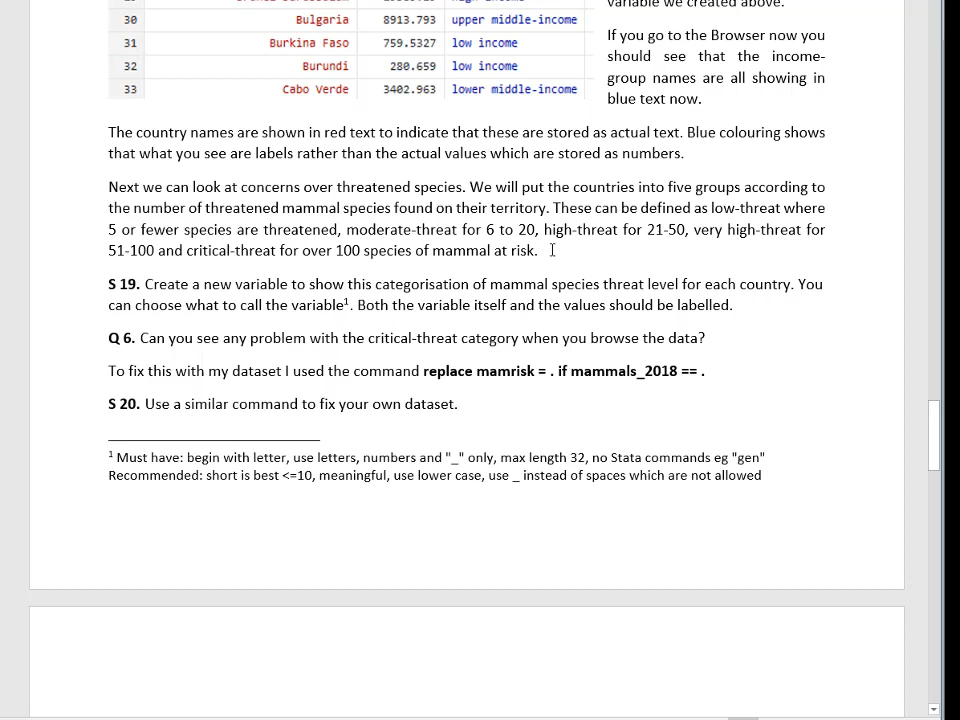 variable we created above.
30 Bulgaria 8913.793 upper middle-income
31 Burkina Faso 759.5327 low income
32 Burundi 280.659 low income
33 Cabo Verde 3402.963 lower middle-income
If you go to the Browser now you
should see that the income-
group names are all showing in
blue text now.
The country names are shown in red text to indicate that these are stored as actual text. Blue colouring shows
that what you see are labels rather than the actual values which are stored as numbers.
Next we can look at concerns over threatened species. We will put the countries into five groups according to
the number of threatened mammal species found on their territory. These can be defined as low-threat where
5 or fewer species are threatened, moderate-threat for 6 to 20, high-threat for 21-50, very high-threat for
51-100 and critical-threat for over 100 species of mammal at risk.
S 19. Create a new variable to show this categorisation of mammal species threat level for each country. You
can choose what to call the variable¹. Both the variable itself and the values should be labelled.
Q 6. Can you see any problem with the critical-threat category when you browse the data?
To fix this with my dataset I used the command replace mamrisk = . if mammals_2018 == .
S 20. Use a similar command to fix your own dataset.
¹ Must have: begin with letter, use letters, numbers and "_" only, max length 32, no Stata commands eg "gen"
Recommended: short is best <=10, meaningful, use lower case, use _ instead of spaces which are not allowed